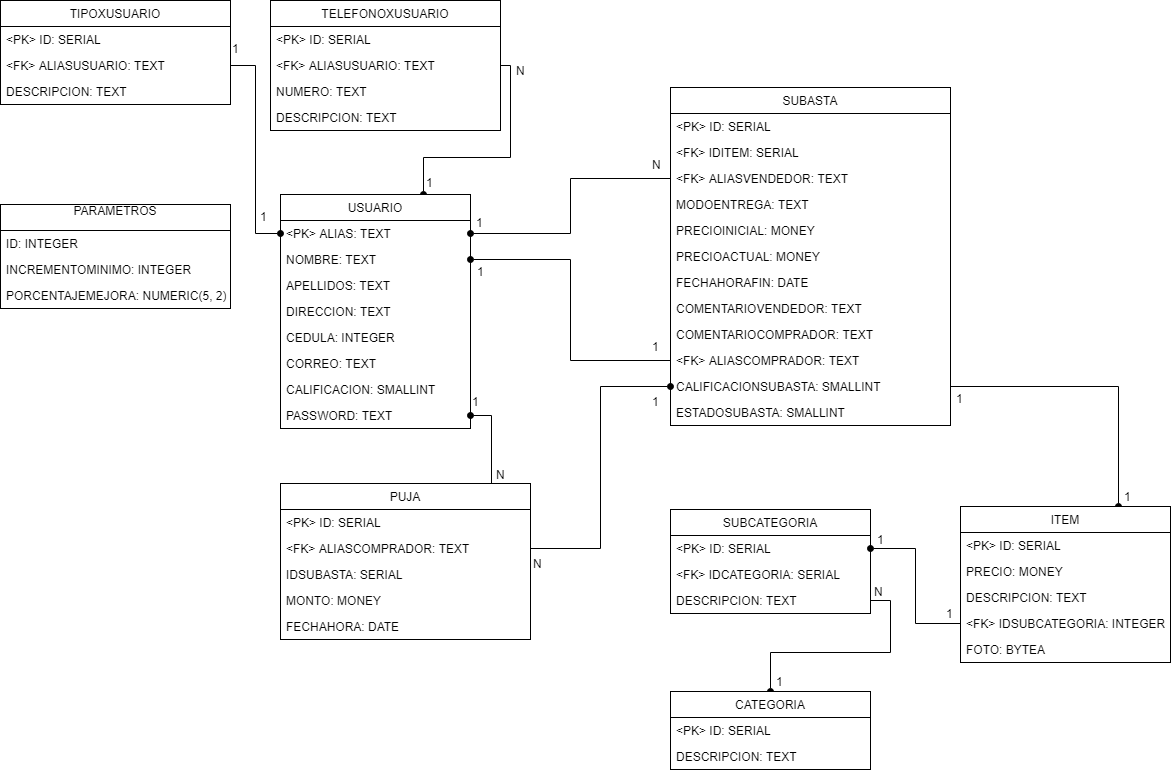 TIPOXUSUARIO
<PK> ID: SERIAL
<FK> ALIASUSUARIO: TEXT
DESCRIPCION: TEXT
1
1
TELEFONOXUSUARIO
<PK> ID: SERIAL
<FK> ALIASUSUARIO: TEXT
NUMERO: TEXT
DESCRIPCION: TEXT
N
1
PARAMETROS
ID: INTEGER
INCREMENTOMINIMO: INTEGER
PORCENTAJEMEJORA: NUMERIC(5, 2)
USUARIO
<PK> ALIAS: TEXT
NOMBRE: TEXT
APELLIDOS: TEXT
DIRECCION: TEXT
CEDULA: INTEGER
CORREO: TEXT
CALIFICACION: SMALLINT
PASSWORD: TEXT
1
N
1
1
1
N
SUBASTA
<PK> ID: SERIAL
<FK> IDITEM: SERIAL
<FK> ALIASVENDEDOR: TEXT
MODOENTREGA: TEXT
PRECIOINICIAL: MONEY
PRECIOACTUAL: MONEY
FECHAHORAFIN: DATE
COMENTARIOVENDEDOR: TEXT
COMENTARIOCOMPRADOR: TEXT
<FK> ALIASCOMPRADOR: TEXT
CALIFICACIONSUBASTA: SMALLINT
ESTADOSUBASTA: SMALLINT
1
N
1
1
PUJA
<PK> ID: SERIAL
<FK> ALIASCOMPRADOR: TEXT
IDSUBASTA: SERIAL
MONTO: MONEY
FECHAHORA: DATE
SUBCATEGORIA
<PK> ID: SERIAL
<FK> IDCATEGORIA: SERIAL
DESCRIPCION: TEXT
1
1
N
1
ITEM
<PK> ID: SERIAL
PRECIO: MONEY
DESCRIPCION: TEXT
<FK> IDSUBCATEGORIA: INTEGER
FOTO: BYTEA
CATEGORIA
<PK> ID: SERIAL
DESCRIPCION: TEXT